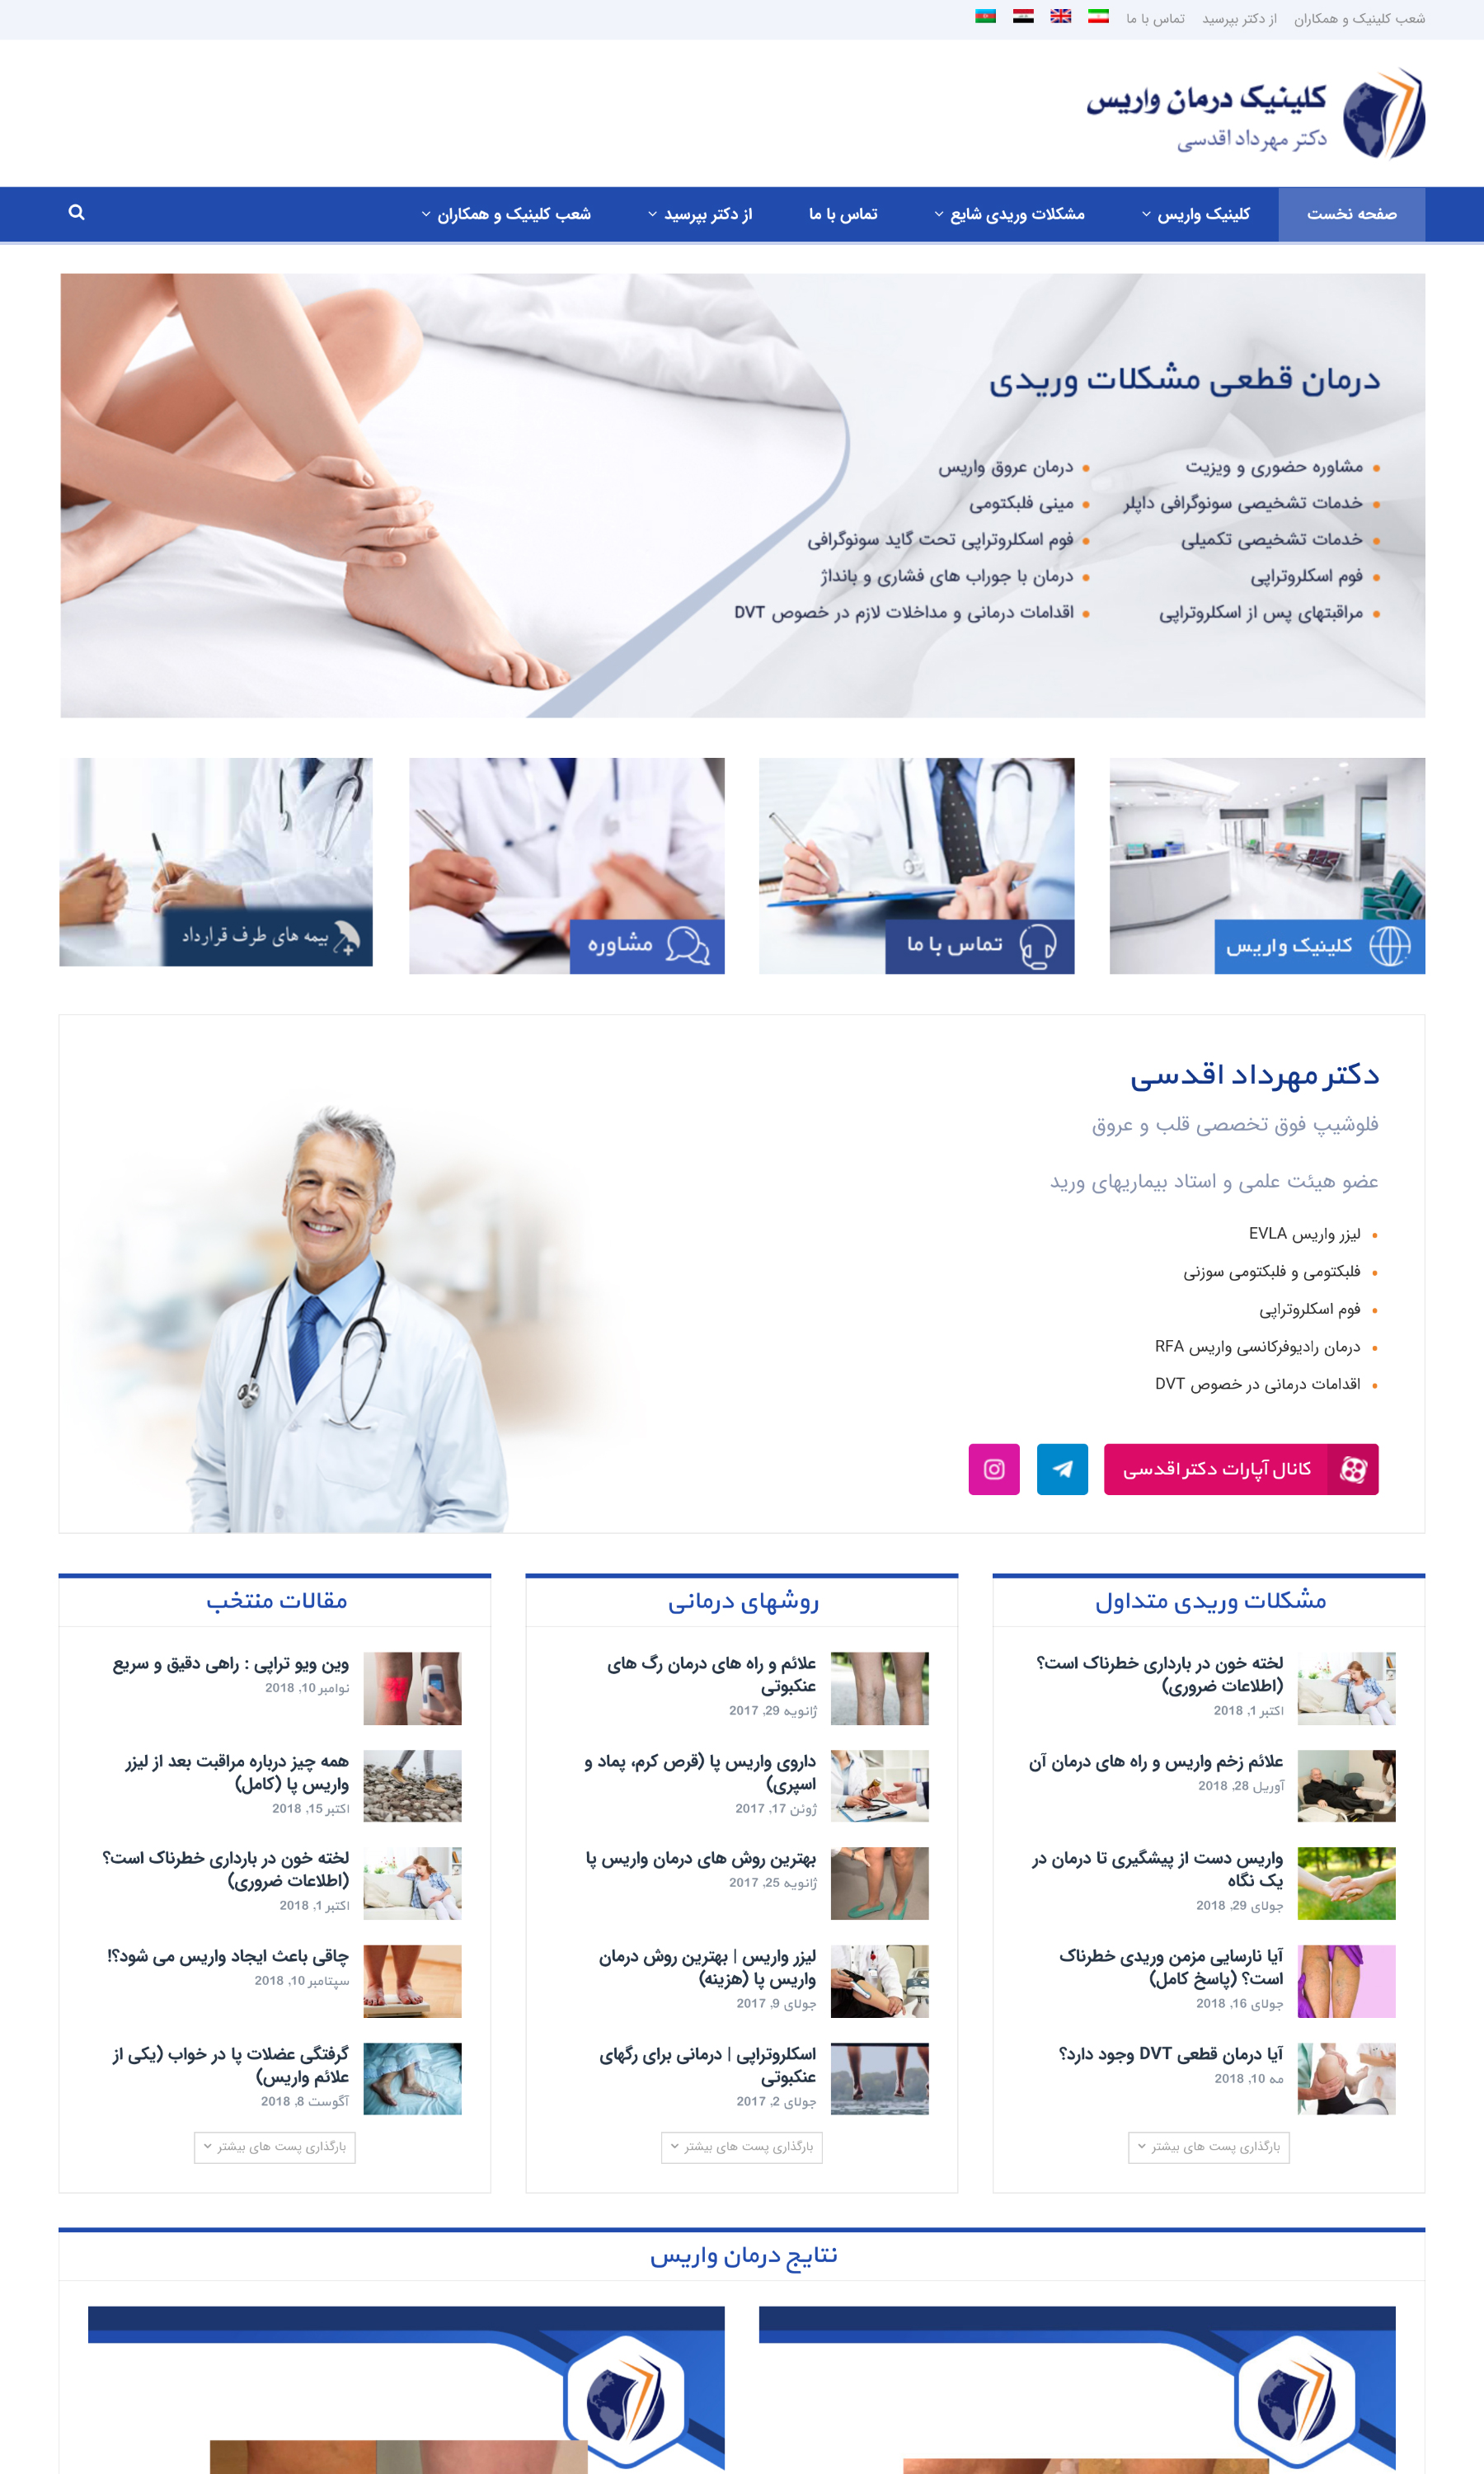 شعب کلینیک و همکاران از دکتر بپرسید تماس با ما
کلینیک درمان واریس
دکتر مهرداد اقدسی
صفحه نخست کلینیک واریس مشکلات وریدی شایع تماس با ما از دکتر بپرسید شعب کلینیک و همکاران
درمان قطعی مشکلات وریدی
مشاوره حضوری و ویزیت
خدمات تشخیصی سونوگرافی داپلر
خدمات تشخیصی تکمیلی
فوم اسکلروتراپی
مراقبتهای پس از اسکلروتراپی
درمان عروق واریس
مینی فلبکتومی
فوم اسکلروتراپی تحت گاید سونوگرافی
درمان با جوراب های فشاری و بانداژ
اقدامات درمانی و مداخلات لازم در خصوص DVT
کلینیک واریس
تماس با ما
مشاوره
بیمه های طرف قرارداد
دکتر مهرداد اقدسی
فلوشیپ فوق تخصصی قلب و عروق
عضو هیئت علمی و استاد بیماریهای ورید
لیزر واریس EVLA
فلبکتومی و فلبکتومی سوزنی
فوم اسکلروتراپی
درمان رادیوفرکانسی واریس RFA
اقدامات درمانی در خصوص DVT
کانال آپارات دکتر اقدسی
مشکلات وریدی متداول
لخته خون در بارداری خطرناک است؟
(اطلاعات ضروری)
اکتبر 1, 2018
علائم زخم واریس و راه های درمان آن
آوریل 28, 2018
واریس دست از پیشگیری تا درمان در
یک نگاه
جولای 29, 2018
آیا نارسایی مزمن وریدی خطرناک
است؟ (پاسخ کامل)
جولای 16, 2018
آیا درمان قطعی DVT وجود دارد؟
مه 10, 2018
بارگذاری پست های بیشتر
روشهای درمانی
علائم و راه های درمان رگ های
عنکبوتی
ژانویه 29, 2017
داروی واریس پا (قرص کرم، پماد و
اسپری)
ژوئن 17, 2017
بهترین روش های درمان واریس پا
ژانویه 25, 2017
لیزر واریس | بهترین روش درمان
واریس پا (هزینه)
جولای 9, 2017
اسکلروتراپی | درمانی برای رگهای
عنکبوتی
جولای 2, 2017
بارگذاری پست های بیشتر
مقالات منتخب
وین ویو تراپی : راهی دقیق و سریع
نوامبر 10, 2018
همه چیز درباره مراقبت بعد از لیزر
واریس پا (کامل)
اکتبر 15, 2018
لخته خون در بارداری خطرناک است؟
(اطلاعات ضروری)
اکتبر 1, 2018
چاقی باعث ایجاد واریس می شود؟!
سپتامبر 10, 2018
گرفتگی عضلات پا در خواب (یکی از
علائم واریس)
آگوست 8, 2018
بارگذاری پست های بیشتر
نتایج درمان واریس